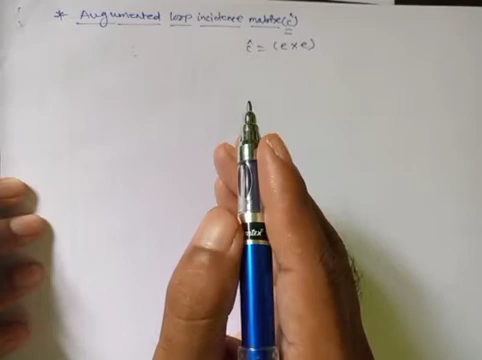 * Augumented loop incidence matrix (ĉ)
ĉ = (e × e)